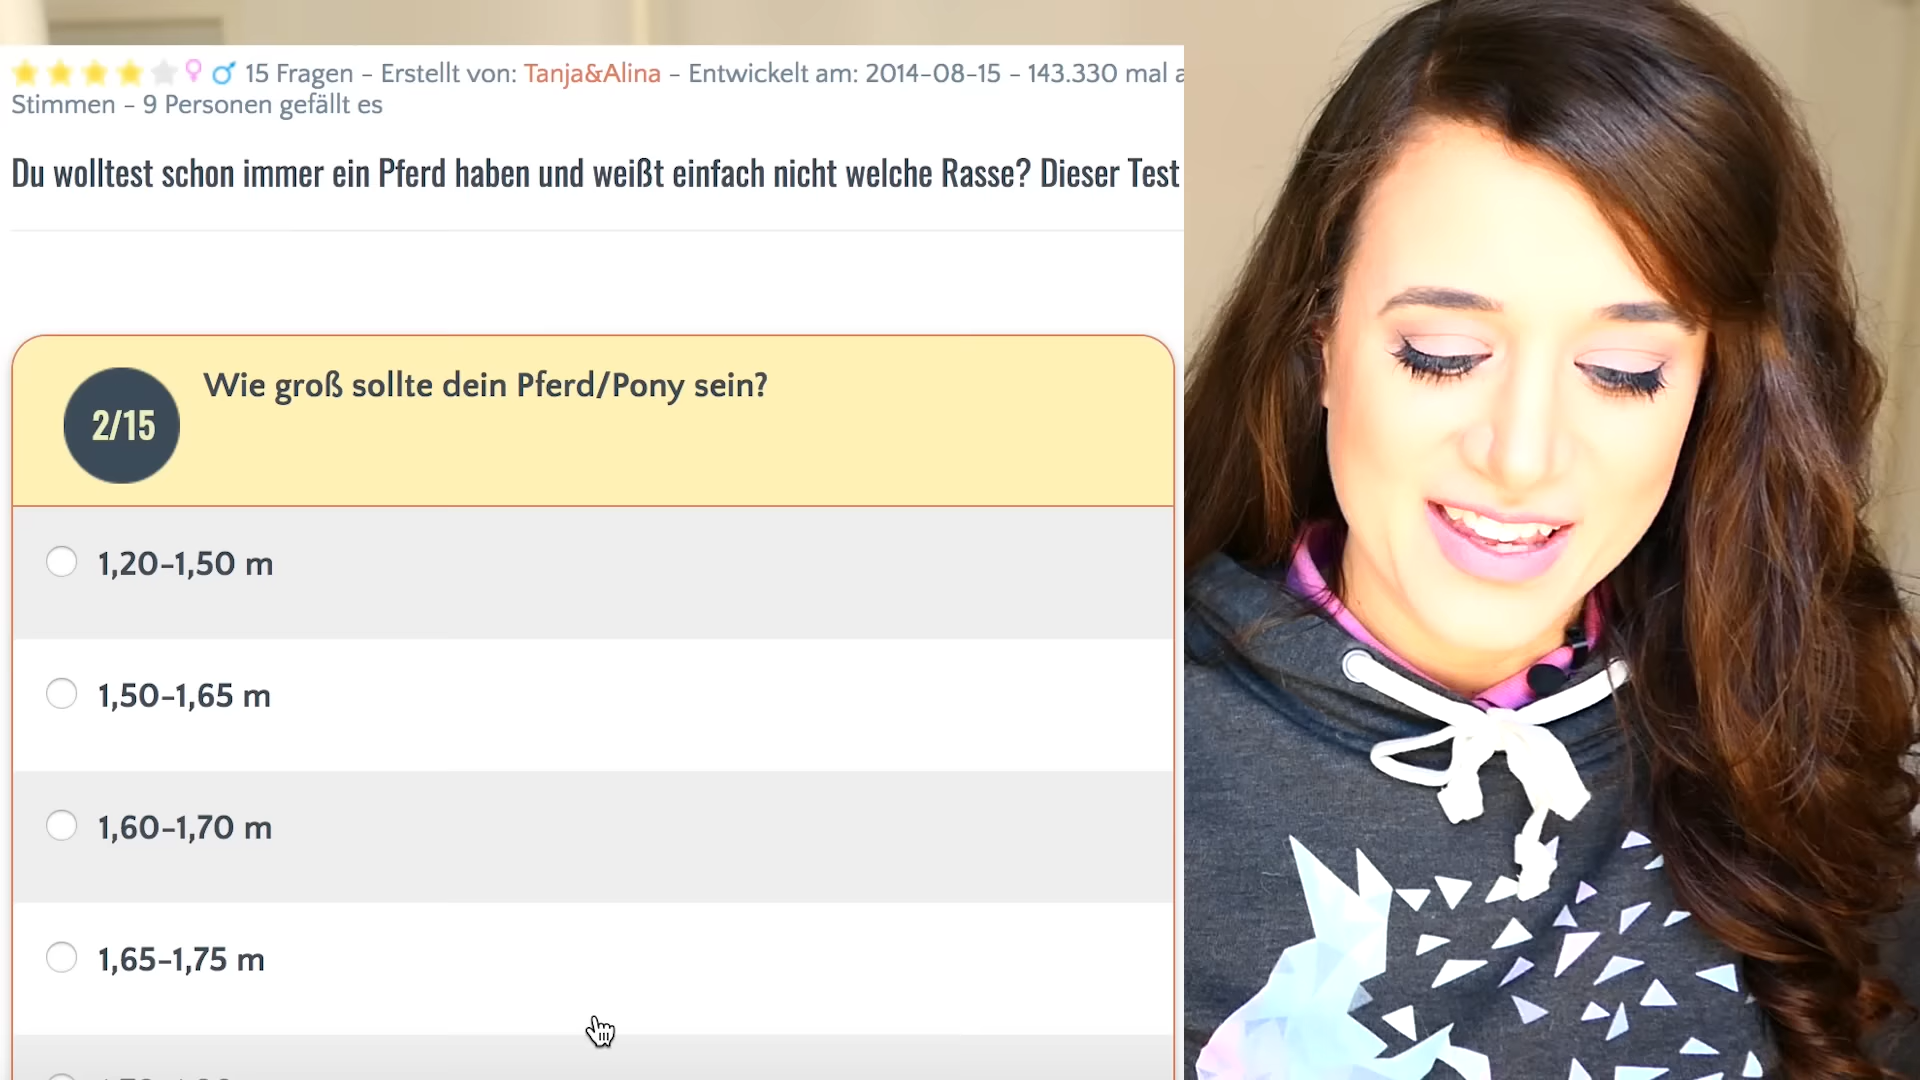 15 Fragen - Erstellt von: Tanja&Alina - Entwickelt am: 2014-08-15 - 143.330 mal
Stimmen - 9 Personen gefällt es
Du wolltest schon immer ein Pferd haben und weißt einfach nicht welche Rasse? Dieser Test
2/15
Wie groß sollte dein Pferd/Pony sein?
1,20-1,50 m
1,50-1,65 m
1,60-1,70 m
1,65-1,75 m